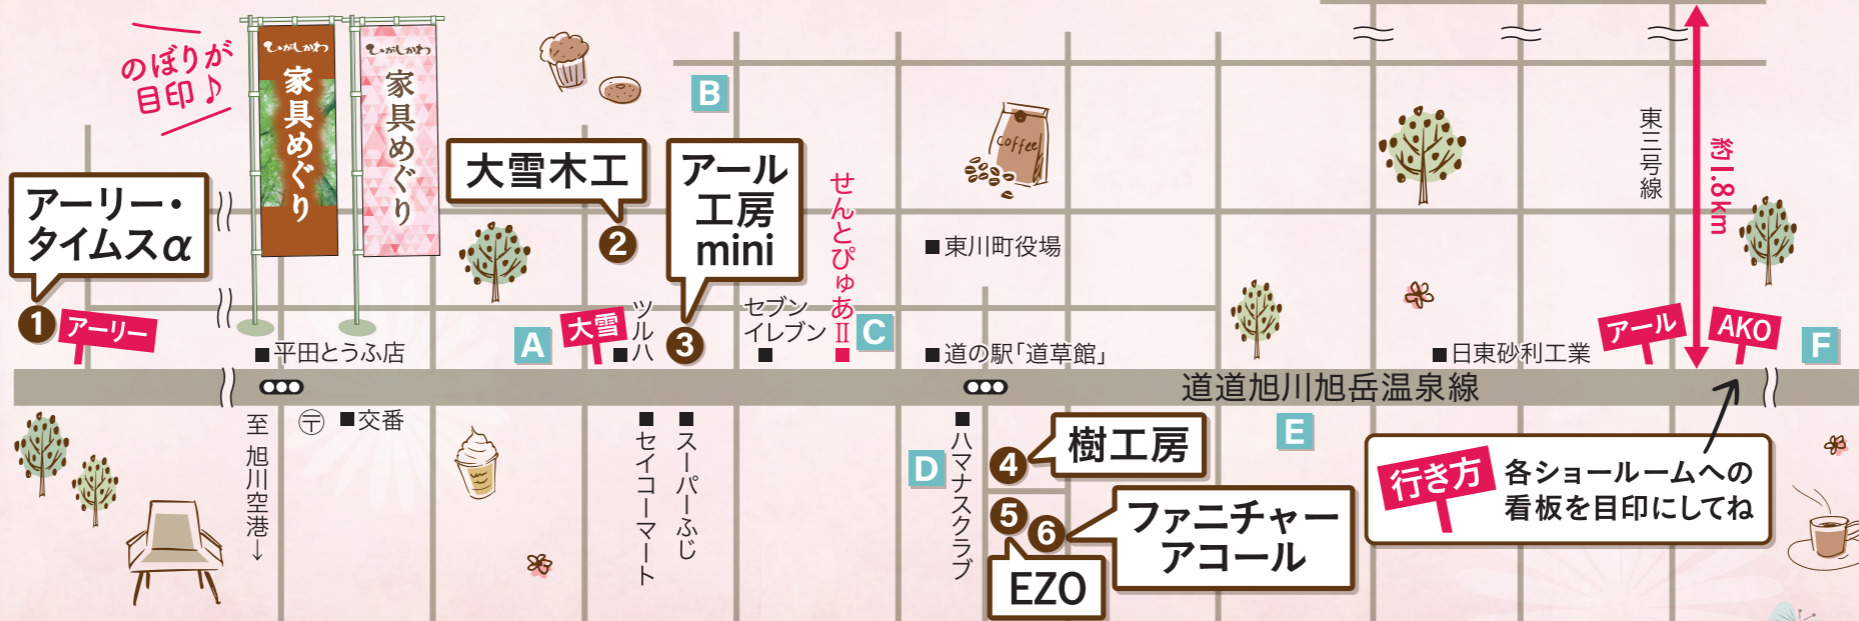 のぼりが
目印♪
ひがしかわ
家具めぐり
ひがしかわ
家具めぐり
アーリー・
タイムスα
1
アーリー
大雪木工
2
アール
工房
mini
3
B
coffee
せんとぴゅあⅡ
C
■東川町役場
東三号線
約1.8km
A
大雪
ツルハ
セブン
イレブン
■平田とうふ店
■道の駅「道草館」
■日東砂利工業
アール
AKO
F
道道旭川旭岳温泉線
至 旭川空港→
〒
■交番
■セイコーマート
■スーパーふじ
■ハマナスクラブ
D
4
樹工房
5
EZO
6
ファニチャー
アコール
E
行き方
各ショールームへの
看板を目印にしてね